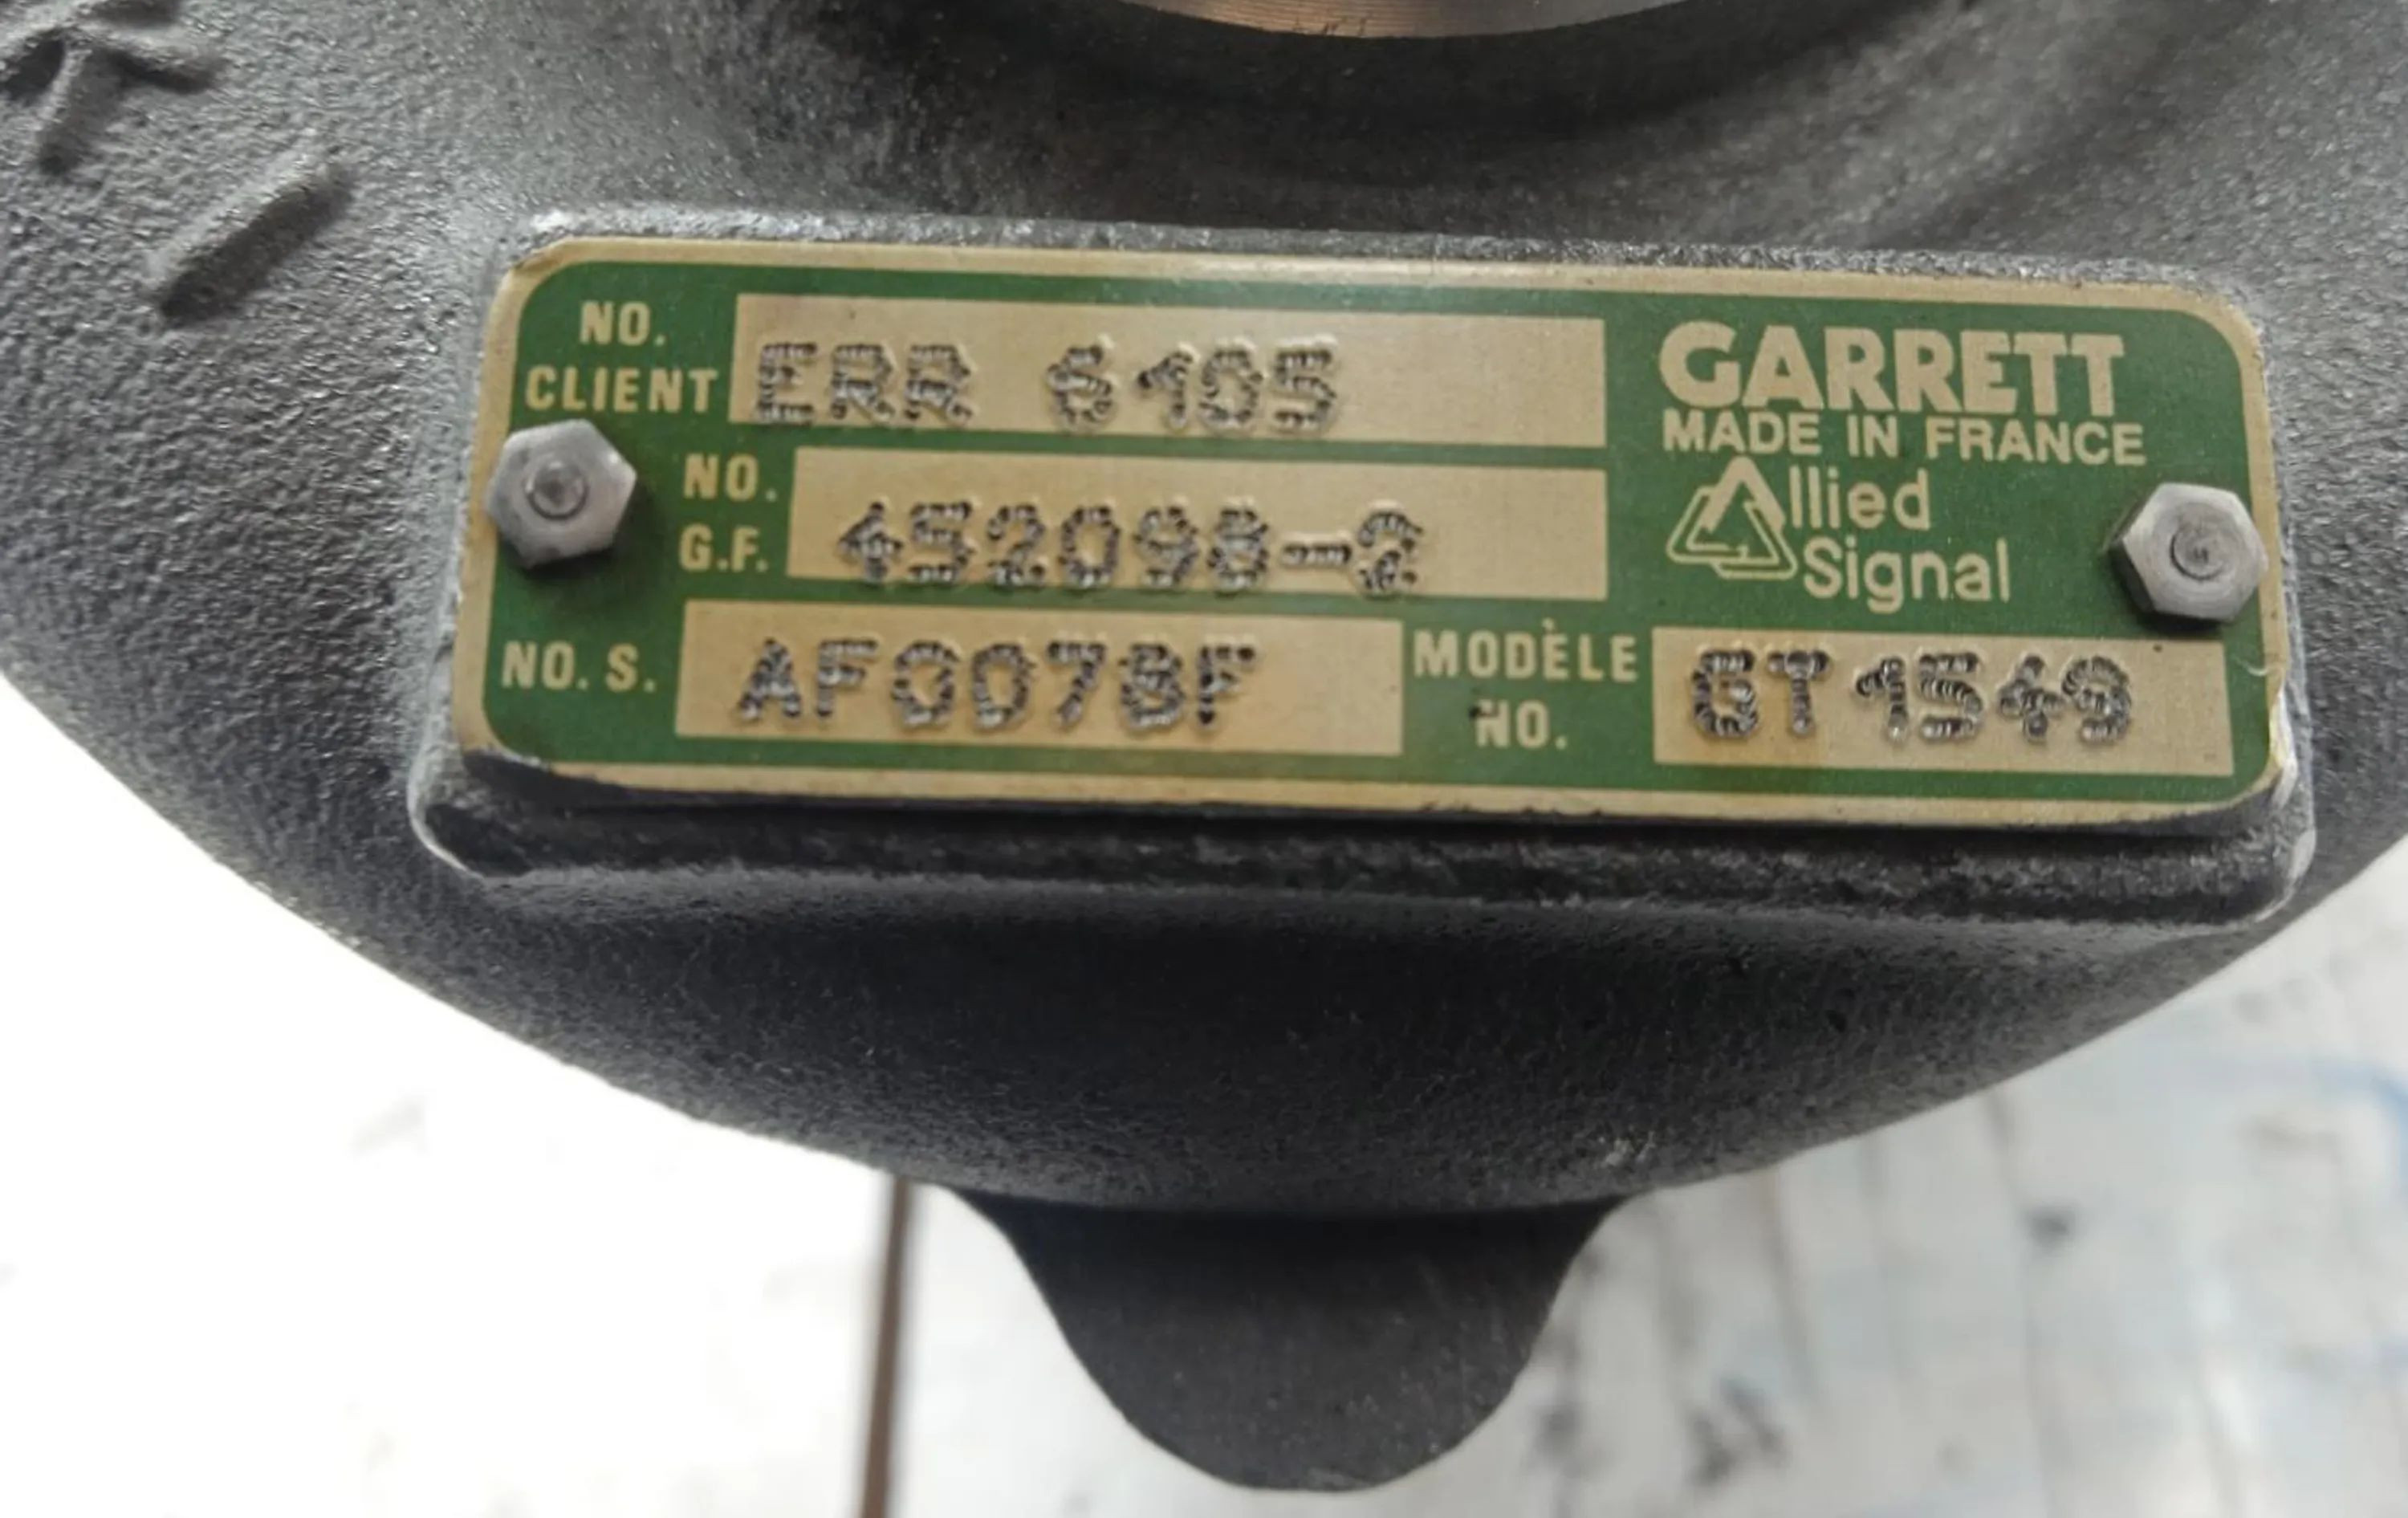 NO. CLIENT ERR 6105
NO. G.F. 452098-2
NO. S. AF0078F
GARRETT
MADE IN FRANCE
Allied
Signal
MODÈLE NO. GT1549